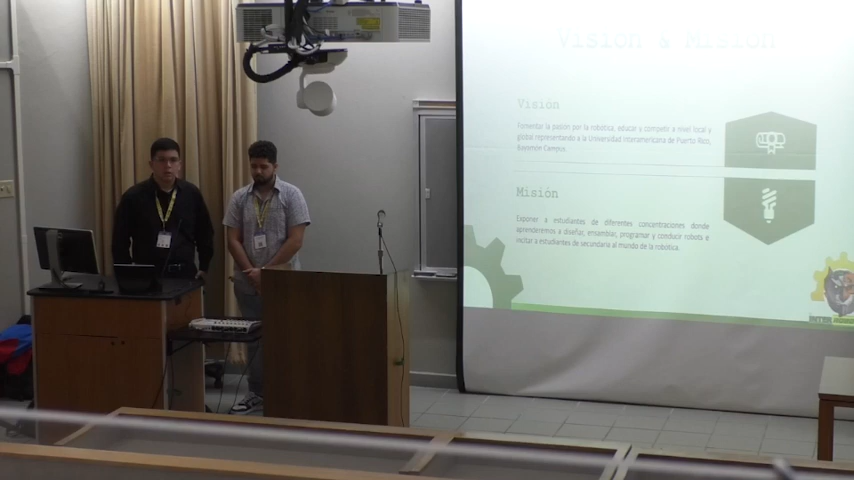 Visión & Misión
Visión
Fomentar la pasión por la robótica, educar y competir a nivel local y
global representando a la Universidad Interamericana de Puerto Rico,
Bayamón Campus.
Misión
Exponer a estudiantes de diferentes concentraciones donde
aprenderemos a diseñar, ensamblar, programar y conducir robots e
incitar a estudiantes de secundaria al mundo de la robótica.